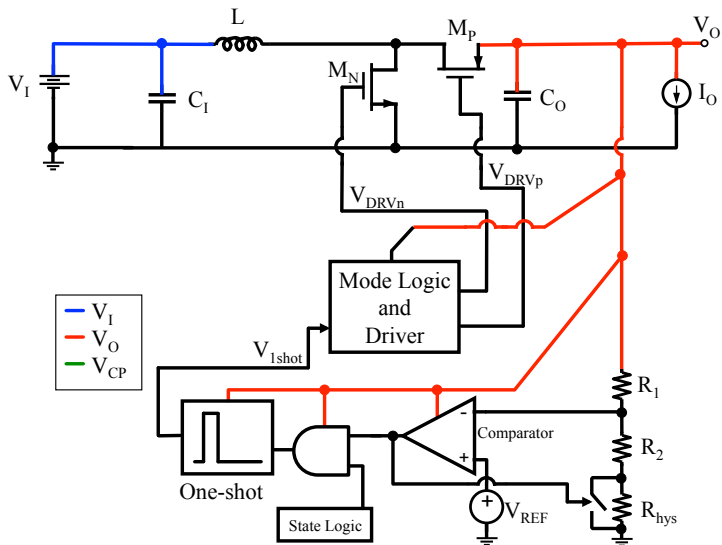 L
M_P
V_O
V_I
C_I
M_N
C_O
I_O
V_DRVn
V_DRVp
Mode Logic
and
Driver
V_I
V_O
V_CP
V_1shot
R_1
-
Comparator
+
R_2
One-shot
State Logic
+
V_REF
R_hys